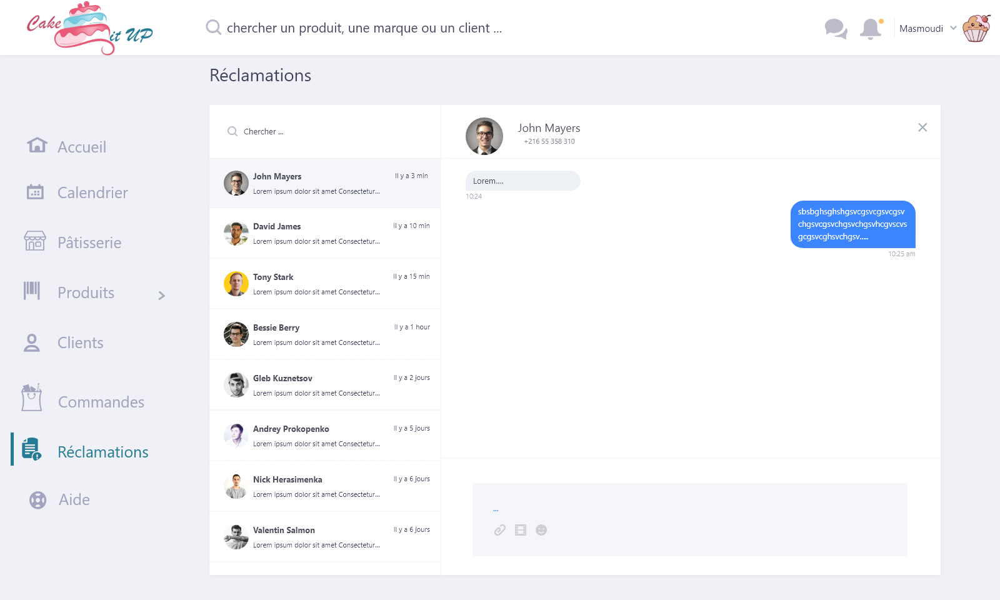 Cake it UP
chercher un produit, une marque ou un client ...
Masmoudi
Réclamations
Accueil
Calendrier
Pâtisserie
Produits
Clients
Commandes
Réclamations
Aide
Chercher ...
John Mayers
Il y a 3 min
Lorem ipsum dolor sit amet Consectetur...
David James
Il y a 10 min
Lorem ipsum dolor sit amet Consectetur...
Tony Stark
Il y a 15 min
Lorem ipsum dolor sit amet Consectetur...
Bessie Berry
Il y a 1 hour
Lorem ipsum dolor sit amet Consectetur...
Gleb Kuznetsov
Il y a 2 jours
Lorem ipsum dolor sit amet Consectetur...
Andrey Prokopenko
Il y a 5 jours
Lorem ipsum dolor sit amet Consectetur...
Nick Herasimenka
Il y a 6 jours
Lorem ipsum dolor sit amet Consectetur...
Valentin Salmon
Il y a 6 jours
Lorem ipsum dolor sit amet Consectetur...
John Mayers
+216 55 358 310
Lorem....
10:24
sbsbghsghshgsvcgsvcgsvcgsv
chgsvcgsvchgsvchgsvhcgvscvs
gcgsvcghsvchgsv.....
10:25 am
...